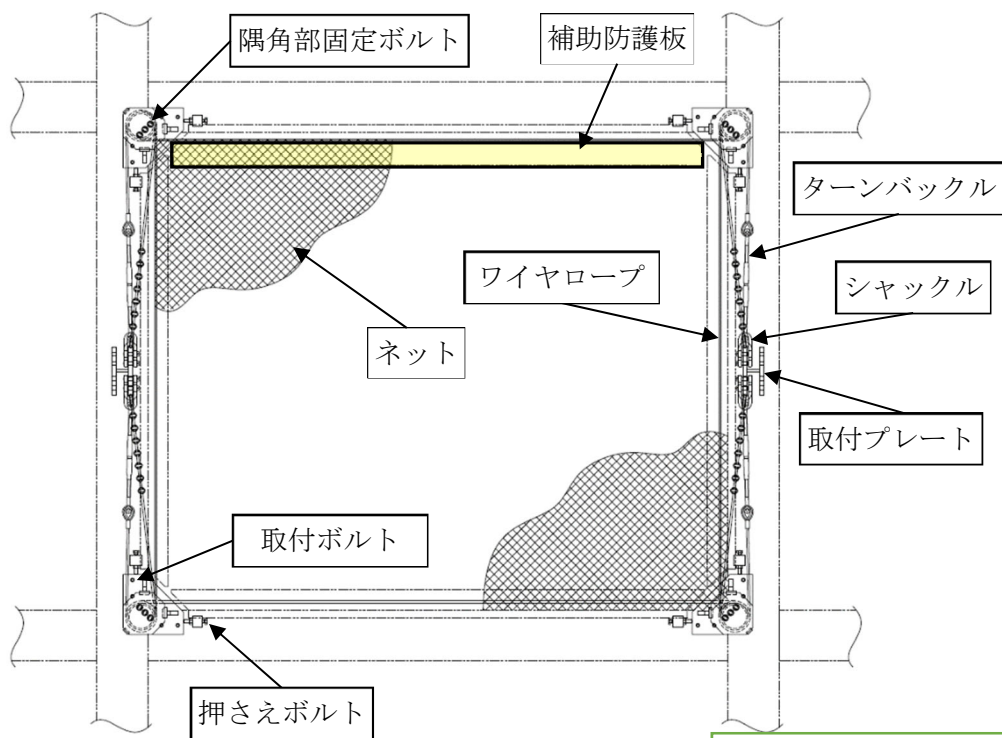 隅角部固定ボルト
補助防護板
ターンバックル
ワイヤロープ
シャックル
ネット
取付プレート
取付ボルト
押さえボルト